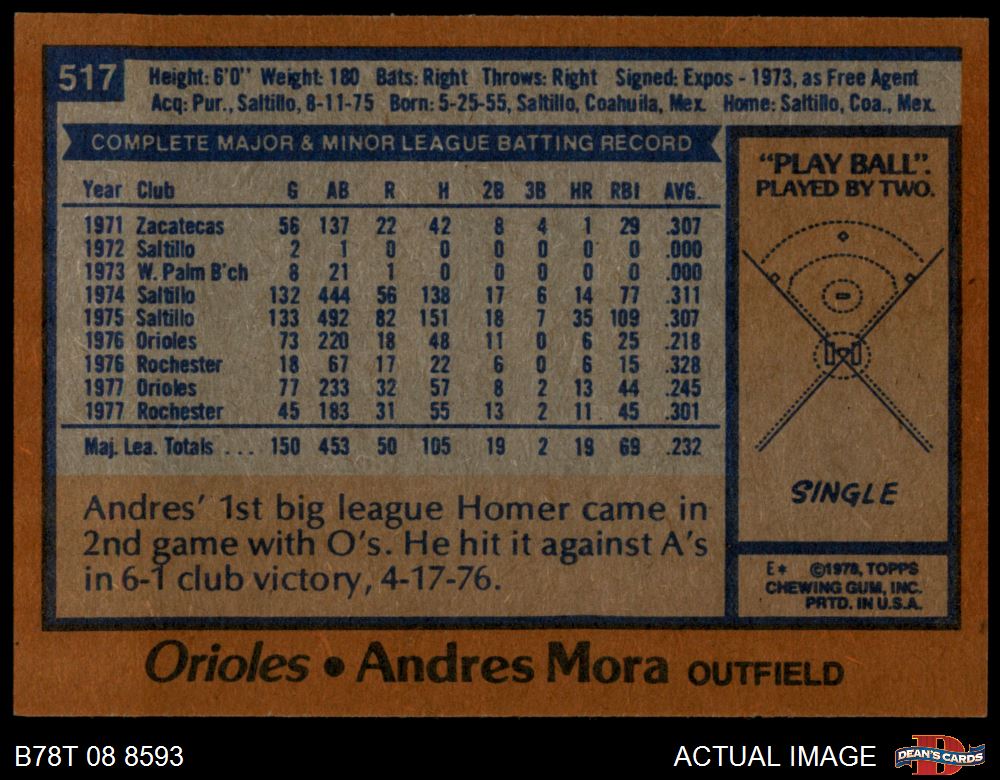 517
Height: 6'0" Weight: 180 Bats: Right Throws: Right Signed: Expos - 1973, as Free Agent
Acq: Pur., Saltillo, 8-11-75 Born: 5-25-55, Saltillo, Coahuila, Mex. Home: Saltillo, Coa., Mex.
COMPLETE MAJOR & MINOR LEAGUE BATTING RECORD
Year Club G AB R H 2B 3B HR RBI AVG.
1971 Zacatecas 56 137 22 42 8 4 1 29 .307
1972 Saltillo 2 1 0 0 0 0 0 0 .000
1973 W. Palm B'ch 8 21 1 0 0 0 0 0 .000
1974 Saltillo 132 444 56 138 17 6 14 77 .311
1975 Saltillo 133 492 82 151 18 7 35 109 .307
1976 Orioles 73 220 18 48 11 0 6 25 .218
1976 Rochester 18 67 17 22 6 0 6 15 .328
1977 Orioles 77 233 32 57 8 2 13 44 .245
1977 Rochester 45 183 31 55 13 2 11 45 .301
Maj. Lea. Totals ... 150 453 50 105 19 2 19 69 .232
Andres' 1st big league Homer came in
2nd game with O's. He hit it against A's
in 6-1 club victory, 4-17-76.
"PLAY BALL".
PLAYED BY TWO.
SINGLE
E* ©1978, TOPPS
CHEWING GUM, INC.
PRTD. IN U.S.A.
Orioles • Andres Mora OUTFIELD
B78T 08 8593
ACTUAL IMAGE
D
DEAN'S CARDS